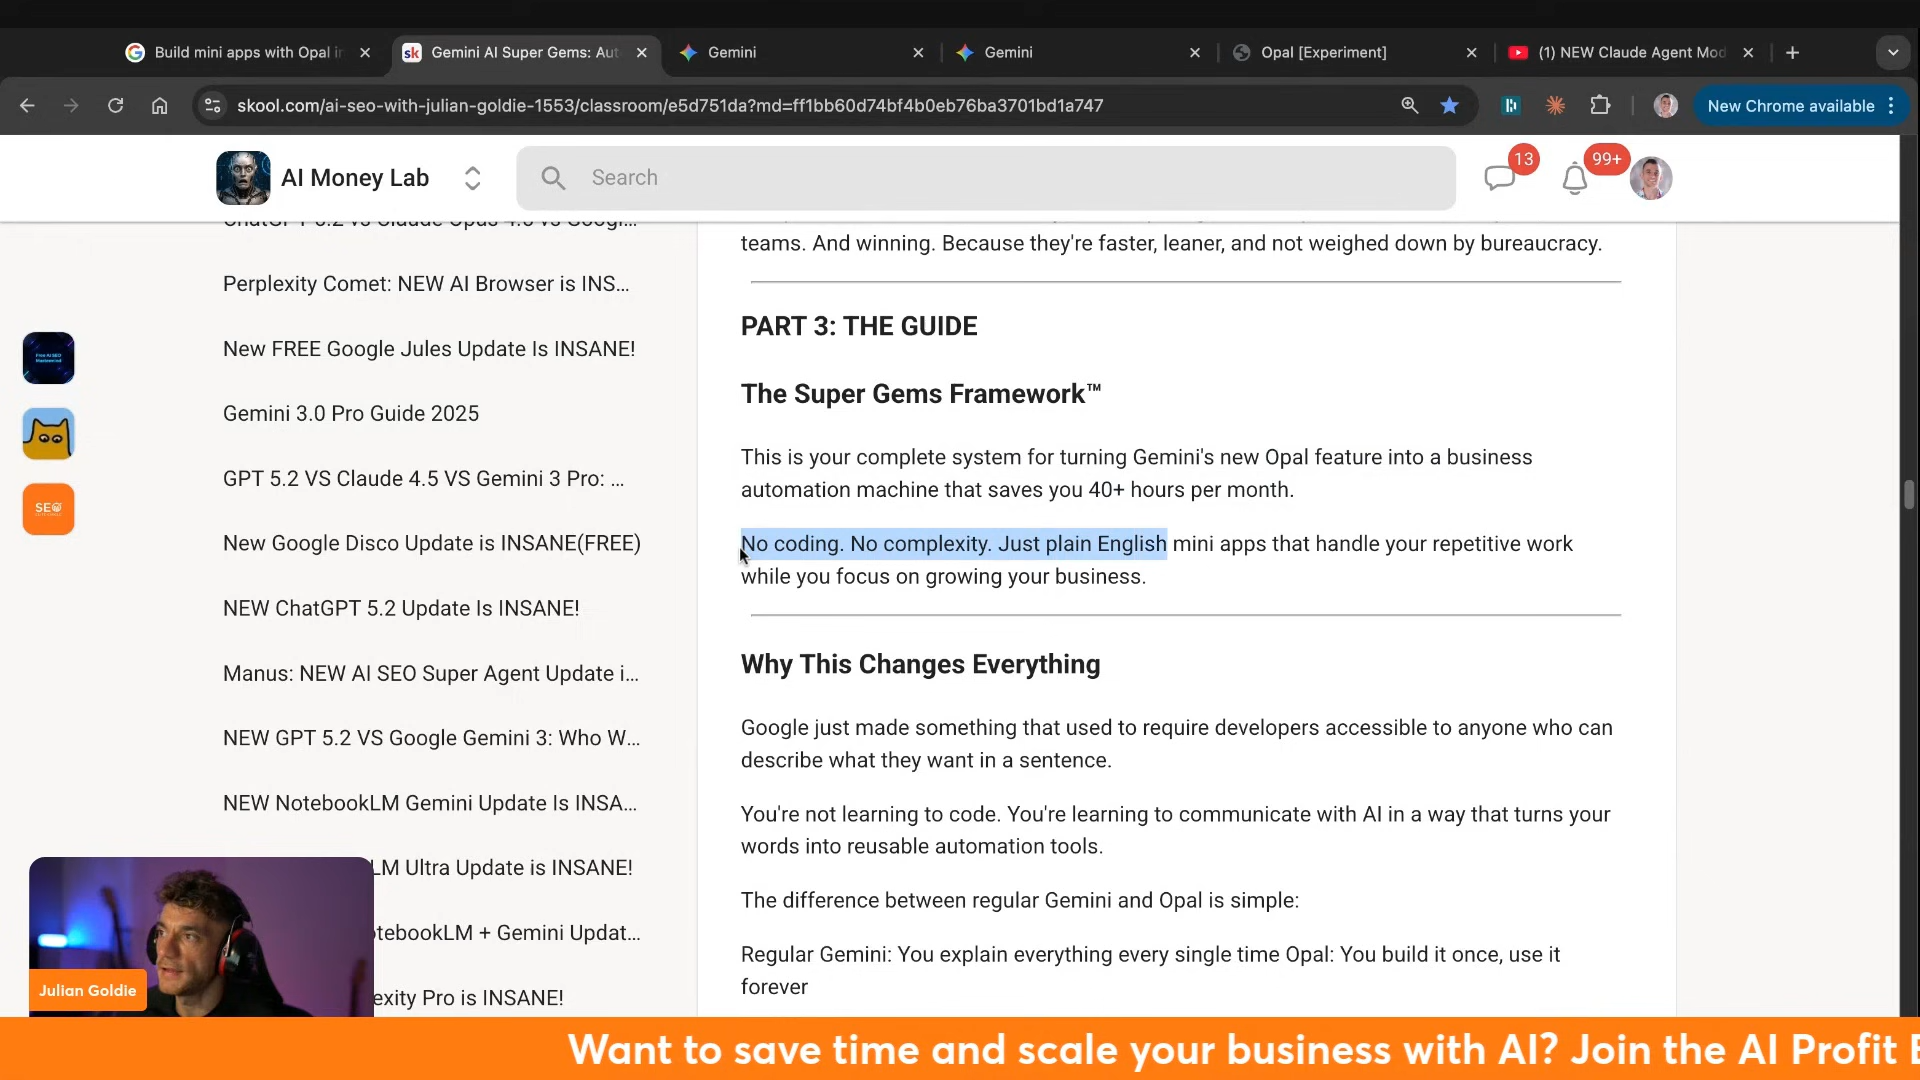 Build mini apps with Opal in
sk
Gemini AI Super Gems: Aut
Gemini
Gemini
Opal [Experiment]
(1) NEW Claude Agent Mod
skool.com/ai-seo-with-julian-goldie-1553/classroom/e5d751da?md=ff1bb60d74bf4b0eb76ba3701bd1a747
New Chrome available
AI Money Lab
Search
13
99+
Perplexity Comet: NEW AI Browser is INS...
New FREE Google Jules Update Is INSANE!
Gemini 3.0 Pro Guide 2025
GPT 5.2 VS Claude 4.5 VS Gemini 3 Pro: ...
New Google Disco Update is INSANE(FREE)
NEW ChatGPT 5.2 Update Is INSANE!
Manus: NEW AI SEO Super Agent Update i...
NEW GPT 5.2 VS Google Gemini 3: Who W...
NEW NotebookLM Gemini Update Is INSA...
LM Ultra Update is INSANE!
otebookLM + Gemini Updat...
exity Pro is INSANE!
teams. And winning. Because they're faster, leaner, and not weighed down by bureaucracy.
PART 3: THE GUIDE
The Super Gems Framework™
This is your complete system for turning Gemini's new Opal feature into a business
automation machine that saves you 40+ hours per month.
No coding. No complexity. Just plain English mini apps that handle your repetitive work
while you focus on growing your business.
Why This Changes Everything
Google just made something that used to require developers accessible to anyone who can
describe what they want in a sentence.
You're not learning to code. You're learning to communicate with AI in a way that turns your
words into reusable automation tools.
The difference between regular Gemini and Opal is simple:
Regular Gemini: You explain everything every single time Opal: You build it once, use it
forever
SEO
Julian Goldie
Want to save time and scale your business with AI? Join the AI Profit